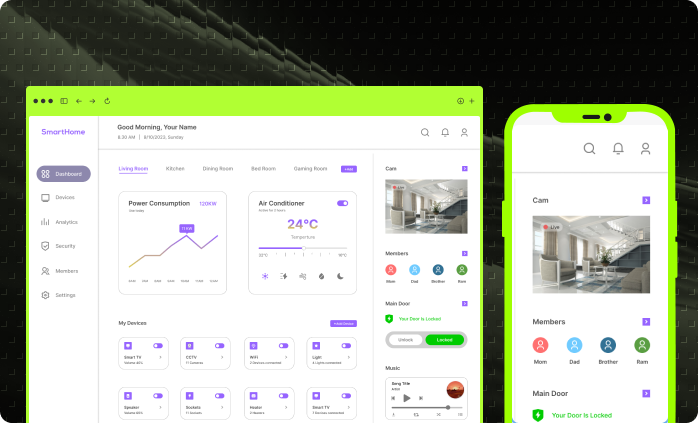 SmartHome
Good Morning, Your Name
8:30 AM | 9/10/2023, Sunday
Dashboard
Devices
Analytics
Security
Members
Settings
Living Room
Kitchen
Dining Room
Bed Room
Gaming Room
Power Consumption
120KW
Air Conditioner
24°C
32°C
16°C
Cam
Live
Members
Mom
Dad
Brother
Ram
Main Door
Your Door is Locked
Unlock
Locked
My Devices
Smart TV
CCTV
WiFi
Light
Speaker
Sockets
Heater
Smart TV
Music
Song Title
Cam
Live
Members
Mom
Dad
Brother
Ram
Main Door
Your Door is Locked